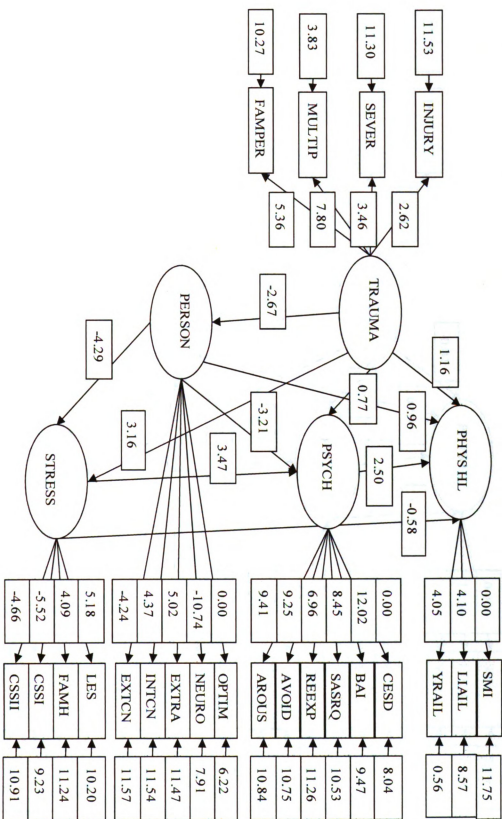 11.53 INJURY 2.62
11.30 SEVER 3.46
3.83 MULTIP 7.80
10.27 FAMPER 5.36
TRAUMA
PERSON
PHYS HL
PSYCH
STRESS
1.16
0.96
0.77
-2.67
2.50
-0.58
-3.21
3.47
3.16
-4.29
0.00 SMI 11.75
4.10 LIAIL 8.57
4.05 YRAIL 0.56
0.00 CESD 8.04
12.02 BAI 9.47
8.45 SASRQ 10.53
6.96 REEXP 11.26
9.25 AVOID 10.75
9.41 AROUS 10.84
0.00 OPTIM 6.22
-10.74 NEURO 7.91
5.02 EXTRA 11.47
4.37 INTCN 11.54
-4.24 EXTCN 11.57
5.18 LES 10.20
4.09 FAMH 11.24
-5.52 CSSI 9.23
-4.66 CSSII 10.91